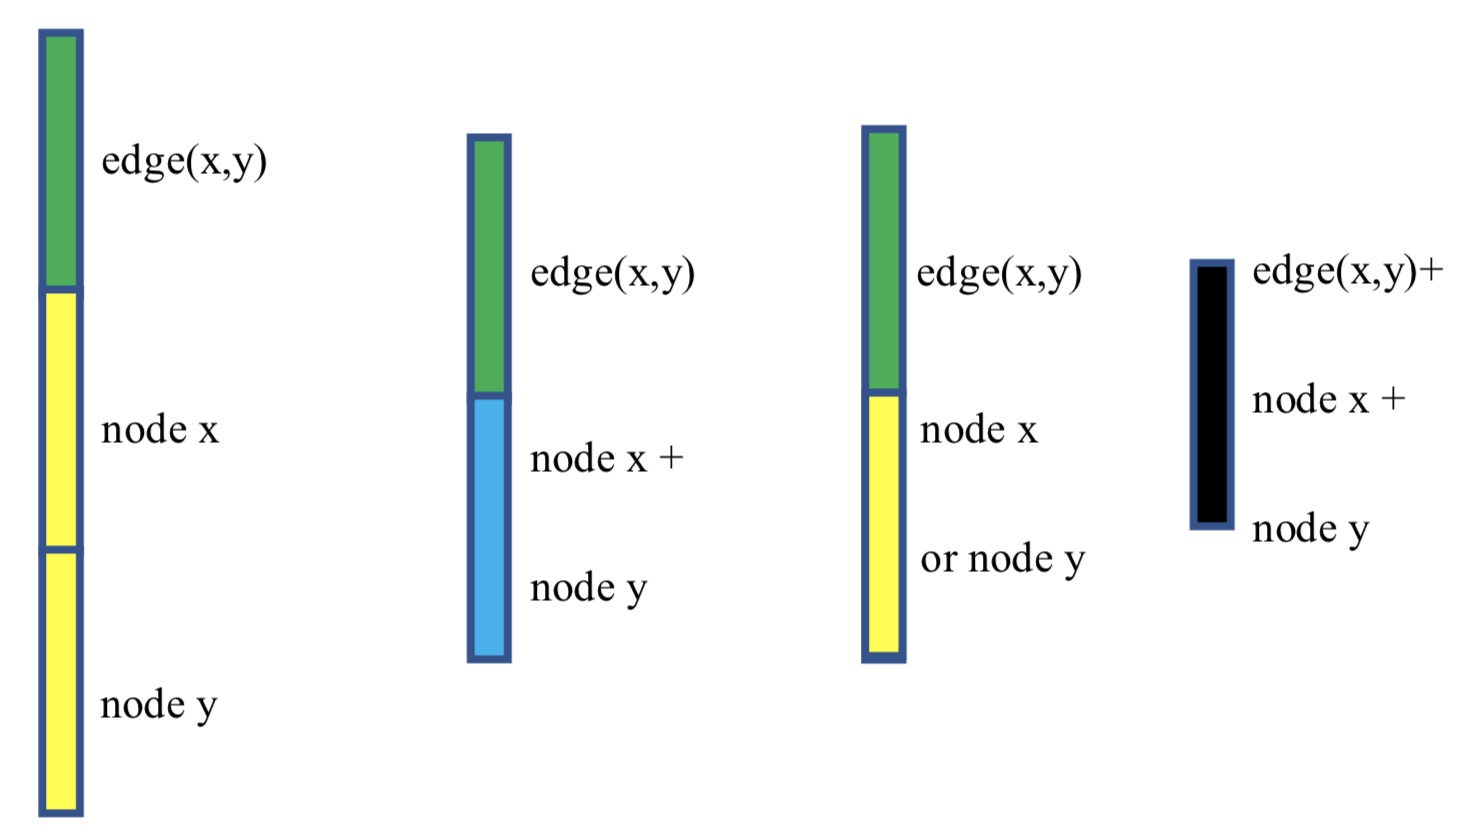 edge(x,y)
node x
node y
edge(x,y)
node x +
node y
edge(x,y)
node x
or node y
edge(x,y)+
node x +
node y